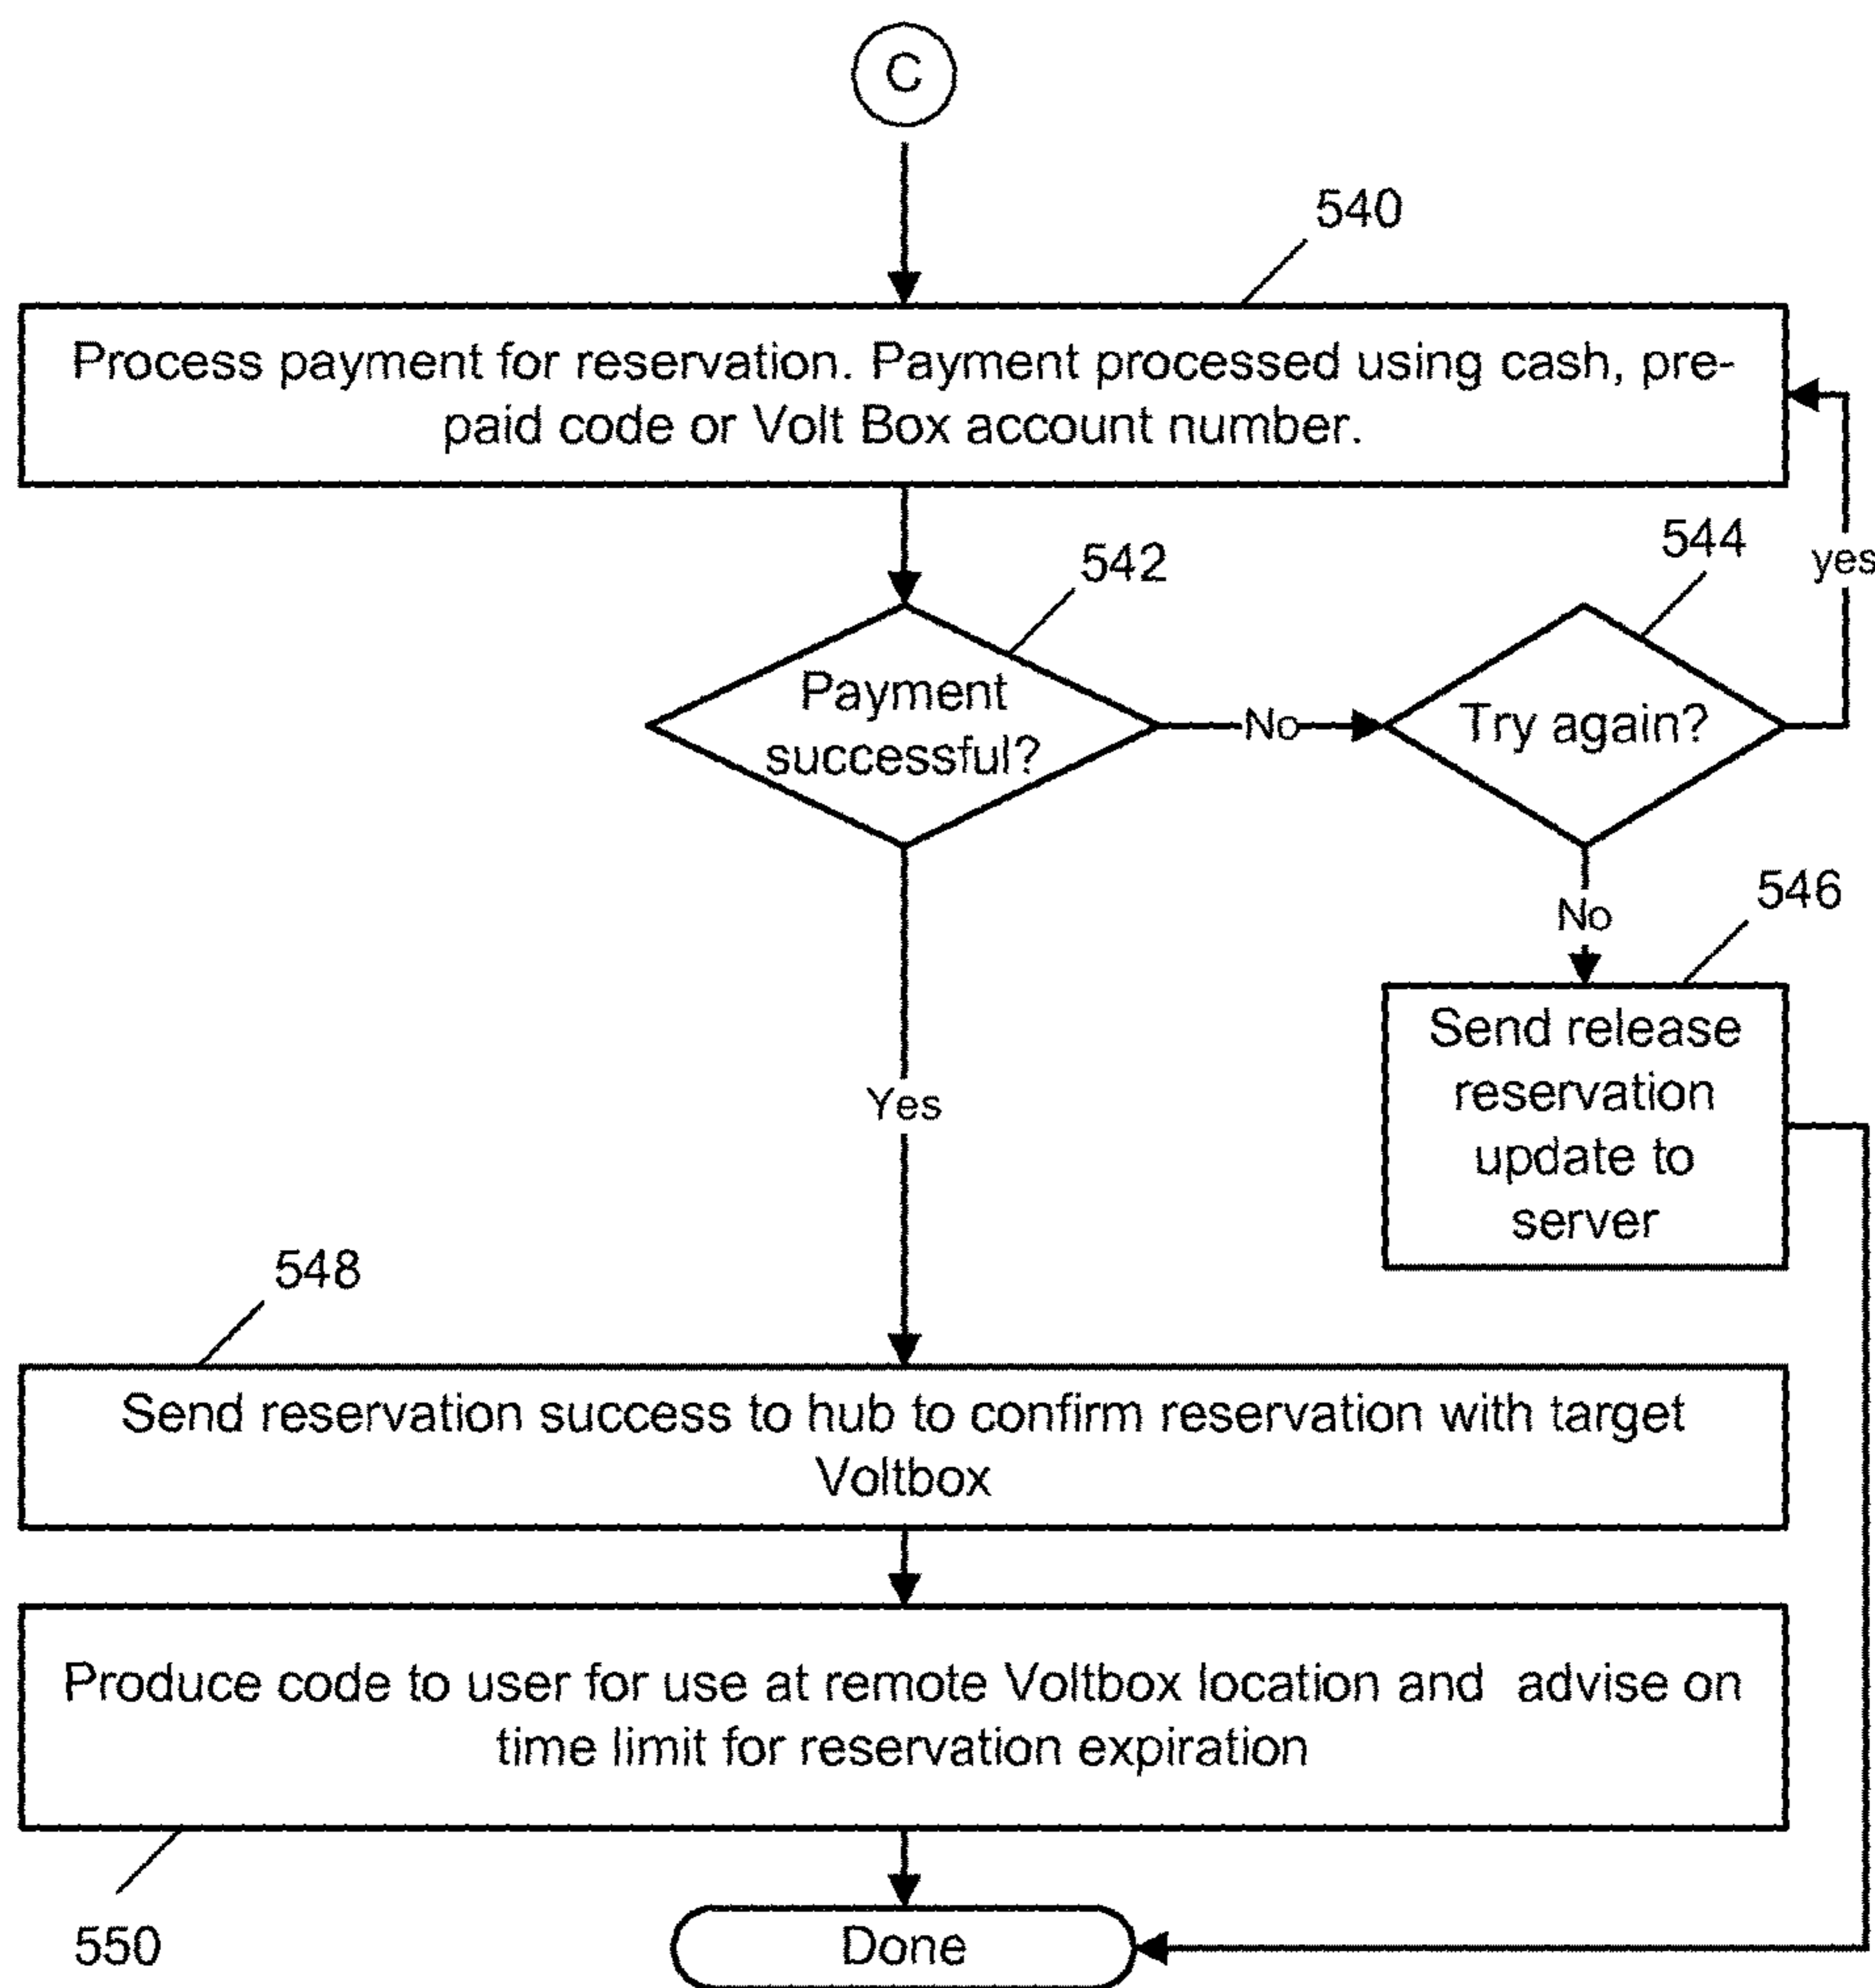 C
540
Process payment for reservation. Payment processed using cash, pre-
paid code or Volt Box account number.
542
544
yes
Payment
successful?
No
Try again?
No
546
Send release
reservation
update to
server
Yes
548
Send reservation success to hub to confirm reservation with target
Voltbox
Produce code to user for use at remote Voltbox location and  advise on
time limit for reservation expiration
550
Done